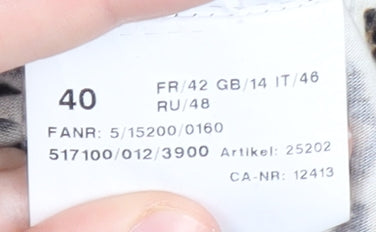 40
FR/42 GB/14 IT/46
RU/48
FANR: 5/15200/0160
517100/012/3900 Artikel: 25202
CA-NR: 12413